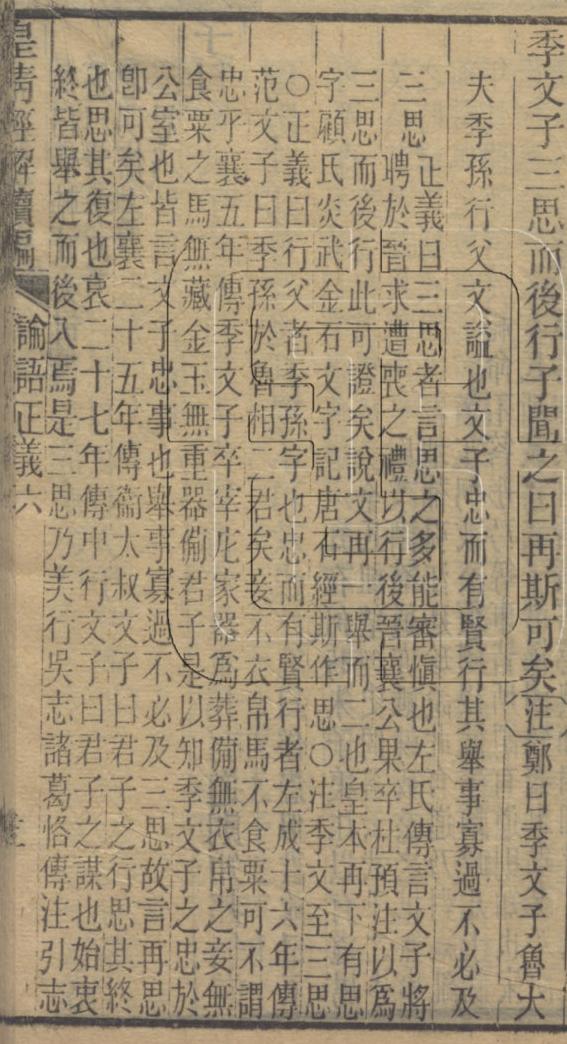 季文子三思而後行子聞之曰再斯可矣〔注〕鄭曰季文子魯大
夫季孫行父文謚也文子忠而有賢行其舉事寡過不必及
三思
正義曰三思者言思之多能審愼也左氏傳言文子將
聘於晉求遭喪之禮以行後晉襄公果卒杜預注以爲
三思而後行此可證矣說文再一舉而二也皇本再下有思
字顧氏炎武金石文字記唐石經斯作思○注季文至三思
○正義曰行父者季孫字也忠而有賢行者左成十六年傳
范文子曰季孫於魯相二君矣妾不衣帛馬不食粟可不謂
忠乎襄五年傳季文子卒宰庀家器爲葬備無衣帛之妾無
食粟之馬無藏金玉無重器備君子是以知季文子之忠於
公室也皆言文子忠事也舉事寡過不必及三思故言再思
卽可矣左襄二十五年傳衞太叔文子曰君子之行思其終
也思其復也哀二十七年傳中行文子曰君子之謀也始衷
終皆舉之而後入焉是三思乃美行吳志諸葛恪傳注引志
皇清經解續編 論語正義六